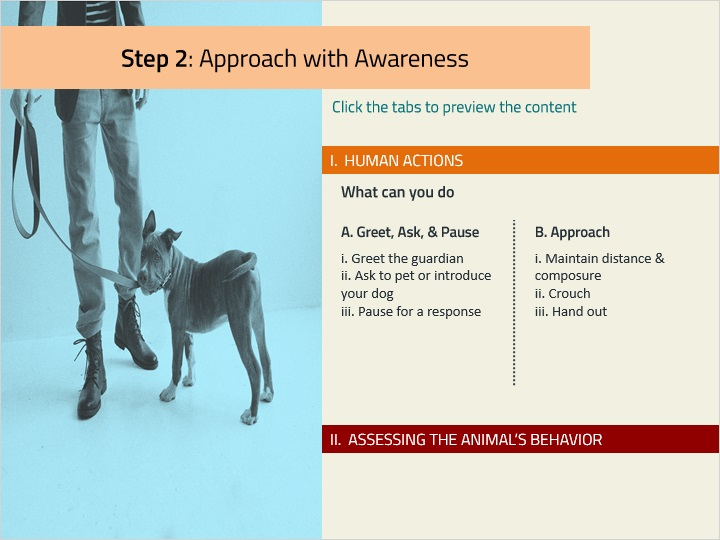 Step 2: Approach with Awareness
Click the tabs to preview the content
I. HUMAN ACTIONS
What can you do
A. Greet, Ask, & Pause
i. Greet the guardian
ii. Ask to pet or introduce
your dog
iii. Pause for a response
B. Approach
i. Maintain distance &
composure
ii. Crouch
iii. Hand out
II. ASSESSING THE ANIMAL'S BEHAVIOR